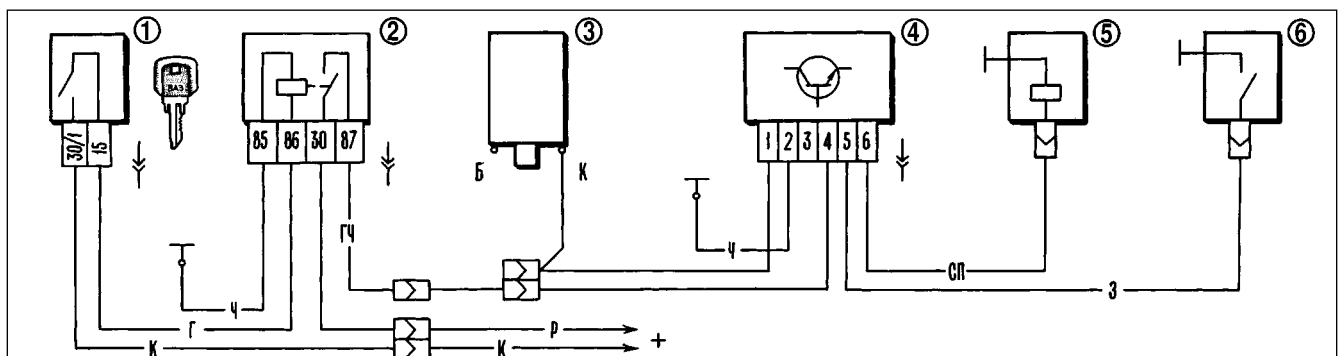 ① ② ③ ④ ⑤ ⑥
ВАЗ
30/1 15
85 86 30 87
1 2 3 4 5 6
Б К
ГЧ
Ч
Ч
СП
З
Г
Р
К
К
+